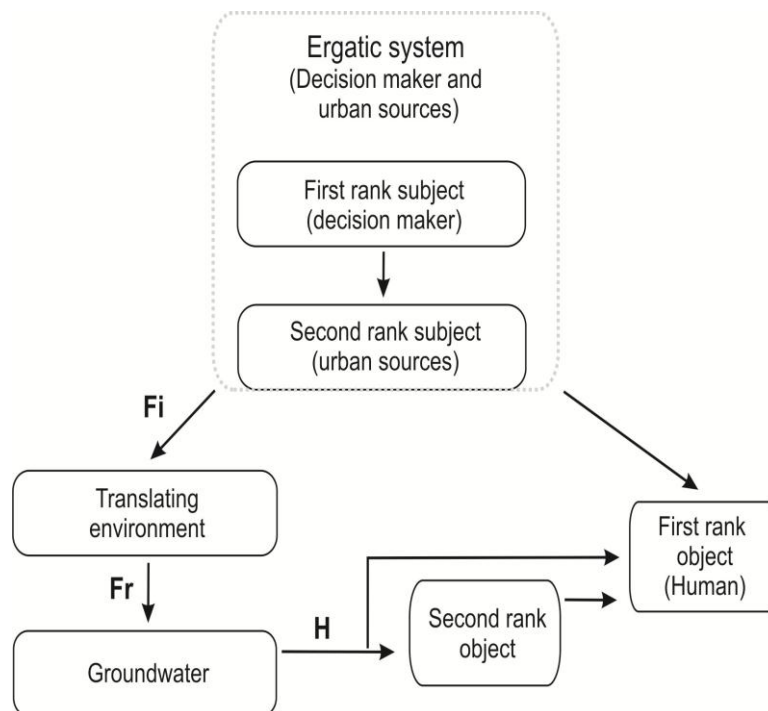 Ergatic system
(Decision maker and
urban sources)
First rank subject
(decision maker)
Second rank subject
(urban sources)
Fi
Translating
environment
Fr
Groundwater
H
Second rank
object
First rank
object
(Human)